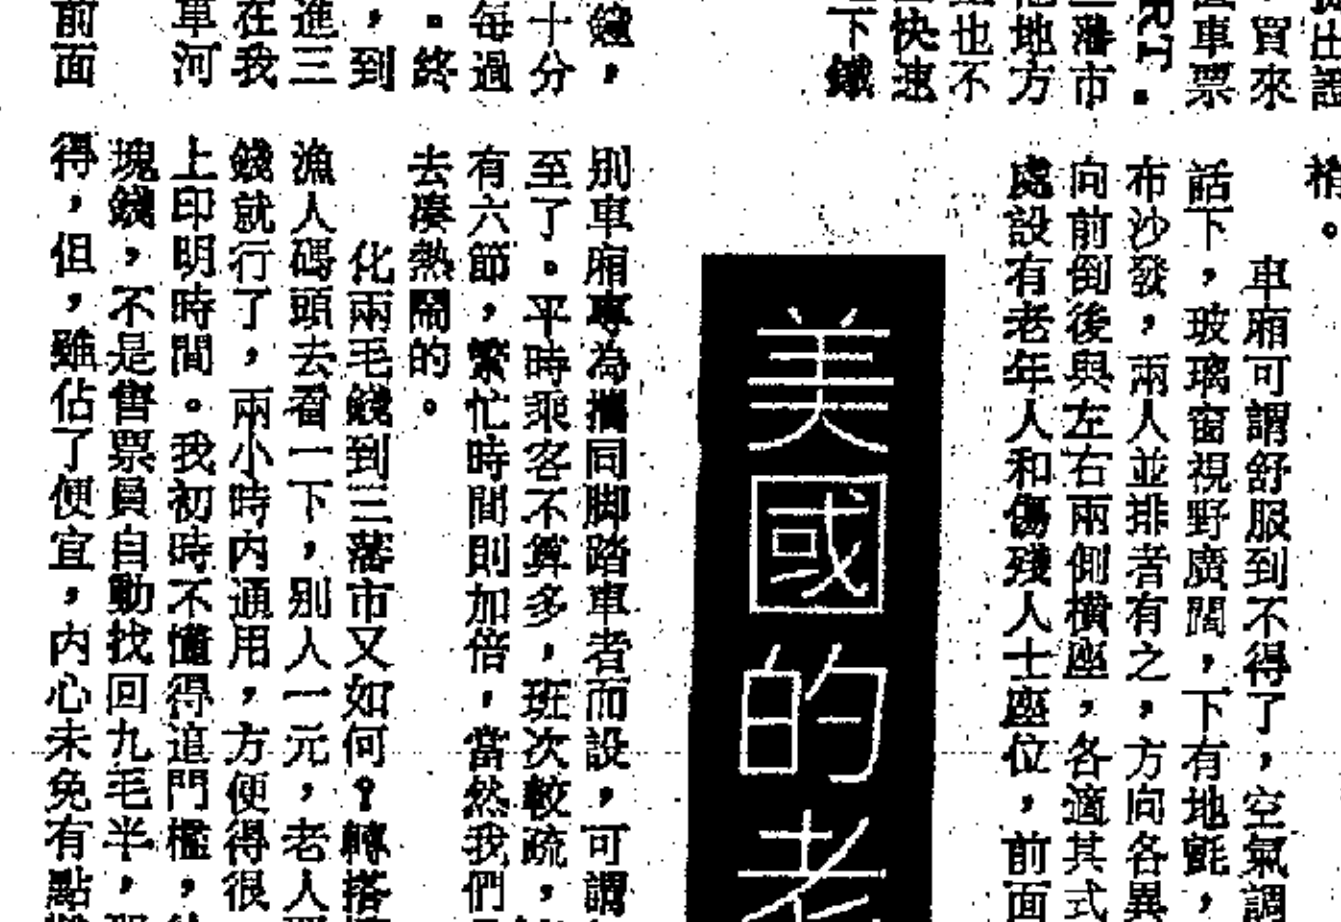 買來
車票
藩市
他地方
也不
快速
下鐵
車廂可謂舒服到不得了，空氣調
話下，玻璃窗視野廣闊，下有地氈，
布沙發，兩人並排者有之，方向各異
向前倒後與左右兩側橫座，各適其式
處設有老年人和傷殘人士座位，前面
美國的老
鐘，
十分
每過
。終
，到
進三
在我
車河
前面
別車廂專為攜同脚踏車者而設，可謂
至了。平時乘客不算多，班次較疏，
有六節，繁忙時間則加倍，當然我們
去湊熱鬧的。
化兩毛錢到三藩市又如何？轉搭
漁人碼頭去看一下，別人一元，老人
錢就行了，兩小時內通用，方便得很
上印明時間。我初時不懂得這門檻，
塊錢，不是售票員自動找回九毛半，
得，但，雖佔了便宜，內心未免有點